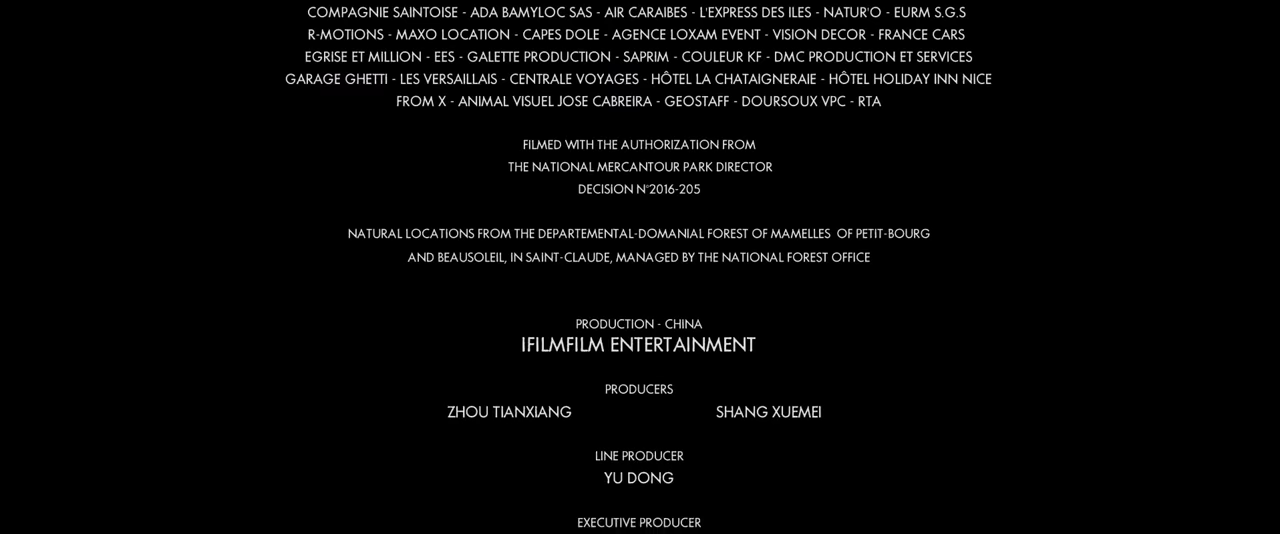 COMPAGNIE SAINTOISE - ADA BAMYLOC SAS - AIR CARAIBES - L'EXPRESS DES ILES - NATUR'O - EURM S.G.S
R-MOTIONS - MAXO LOCATION - CAPES DOLE - AGENCE LOXAM EVENT - VISION DECOR - FRANCE CARS
EGRISE ET MILLION - EES - GALETTE PRODUCTION - SAPRIM - COULEUR KF - DMC PRODUCTION ET SERVICES
GARAGE GHETTI - LES VERSAILLAIS - CENTRALE VOYAGES - HÔTEL LA CHATAIGNERAIE - HÔTEL HOLIDAY INN NICE
FROM X - ANIMAL VISUEL JOSE CABREIRA - GEOSTAFF - DOURSOUX VPC - RTA
FILMED WITH THE AUTHORIZATION FROM
THE NATIONAL MERCANTOUR PARK DIRECTOR
DECISION N°2016-205
NATURAL LOCATIONS FROM THE DEPARTEMENTAL-DOMANIAL FOREST OF MAMELLES OF PETIT-BOURG
AND BEAUSOLEIL, IN SAINT-CLAUDE, MANAGED BY THE NATIONAL FOREST OFFICE
PRODUCTION - CHINA
IFILMFILM ENTERTAINMENT
PRODUCERS
ZHOU TIANXIANG SHANG XUEMEI
LINE PRODUCER
YU DONG
EXECUTIVE PRODUCER